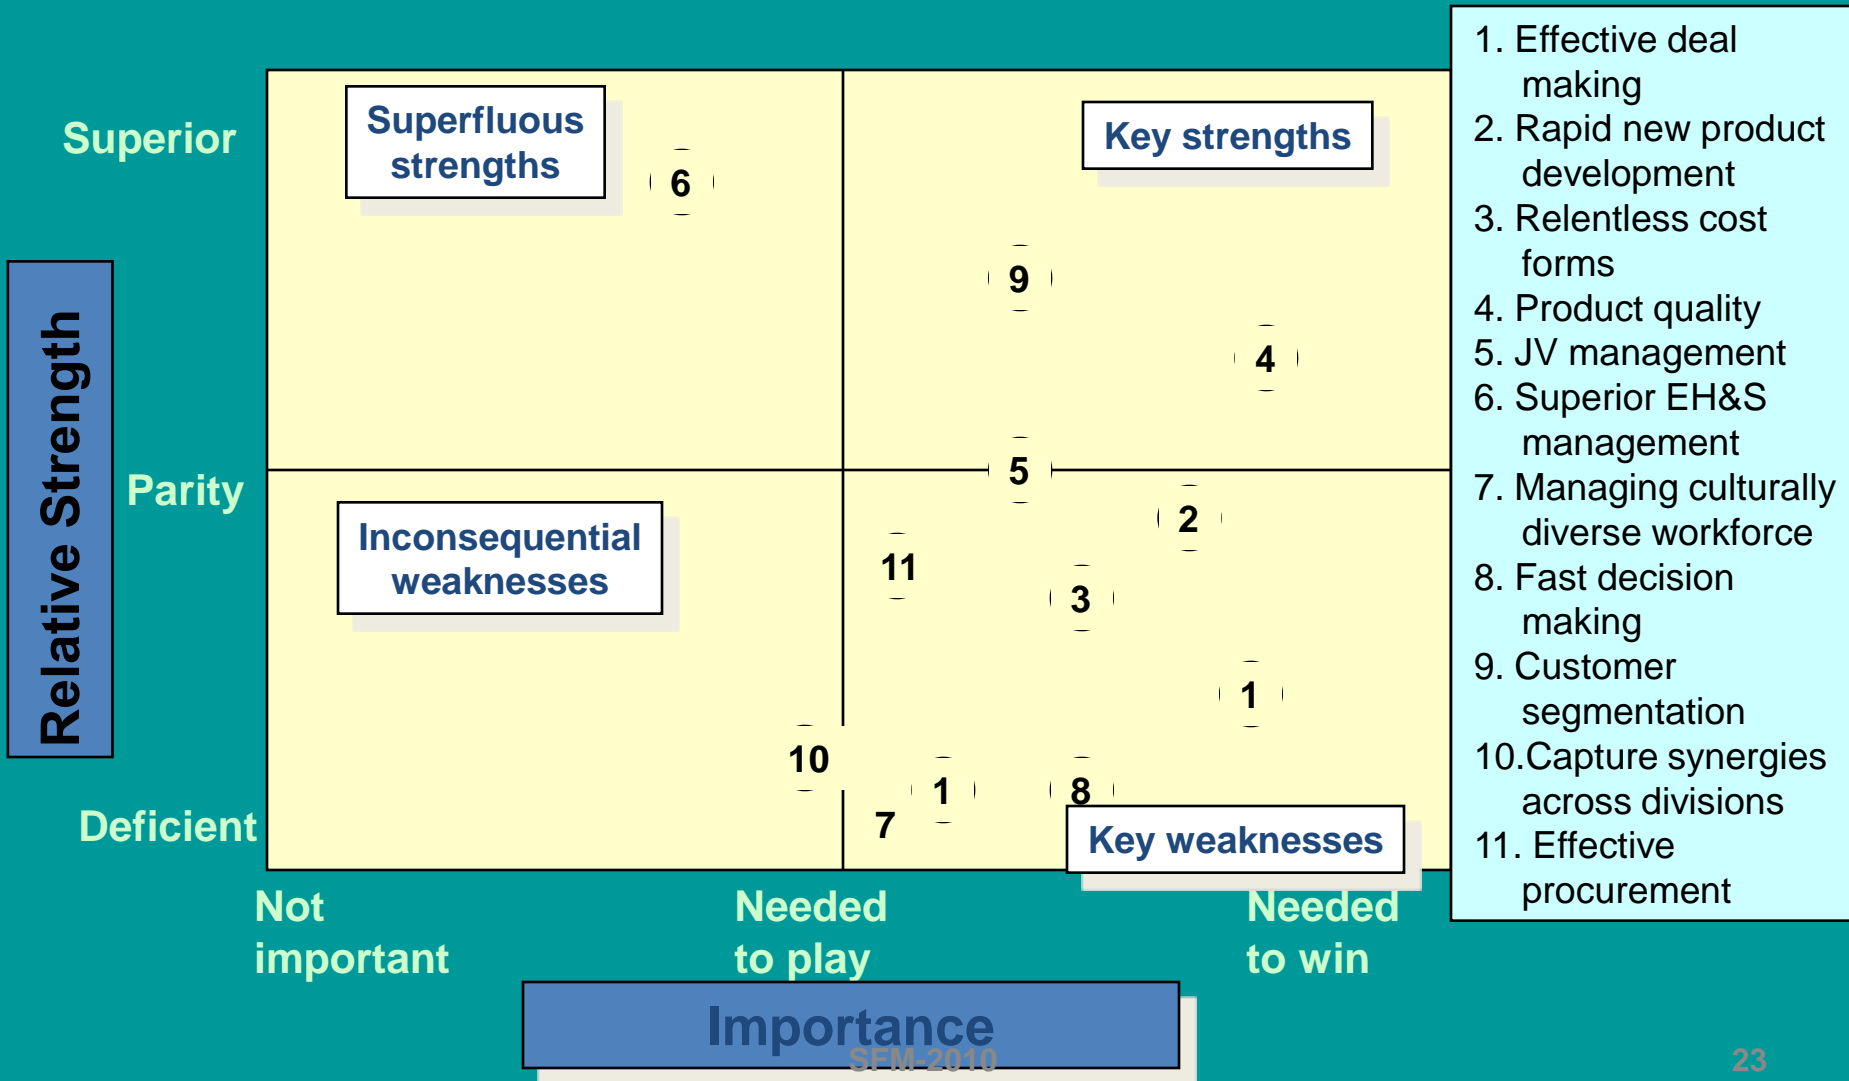 Superior
Parity
Deficient
Relative Strength
Superfluous
strengths
Key strengths
6
9
4
5
2
Inconsequential
weaknesses
11
3
1
10
1
8
7
Key weaknesses
Not
important
Needed
to play
Needed
to win
Importance
1. Effective deal
making
2. Rapid new product
development
3. Relentless cost
forms
4. Product quality
5. JV management
6. Superior EH&S
management
7. Managing culturally
diverse workforce
8. Fast decision
making
9. Customer
segmentation
10.Capture synergies
across divisions
11. Effective
procurement
SFM-2010
23